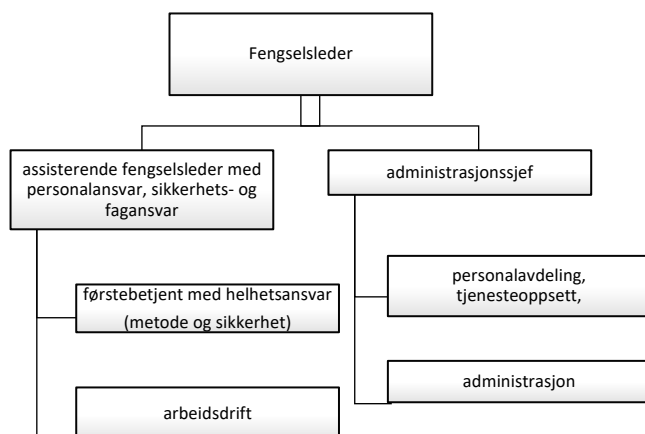 Fengselsleder
assisterende fengselsleder med
personalansvar, sikkerhets- og
fagansvar
administrasjonssjef
førstebetjent med helhetsansvar
(metode og sikkerhet)
personalavdeling,
tjenesteoppsett,
arbeidsdrift
administrasjon